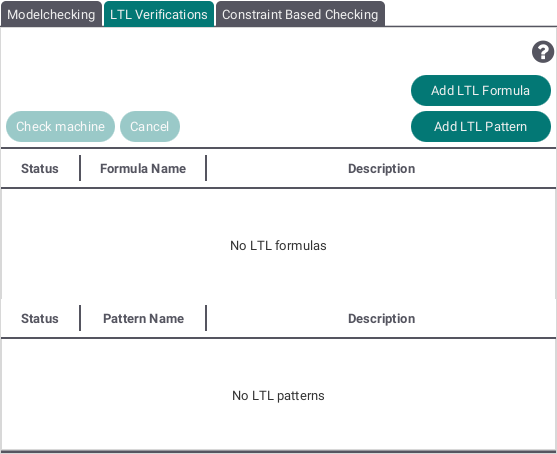 Modelchecking LTL Verifications Constraint Based Checking
?
Add LTL Formula
Check machine Cancel Add LTL Pattern
Status Formula Name Description
No LTL formulas
Status Pattern Name Description
No LTL patterns